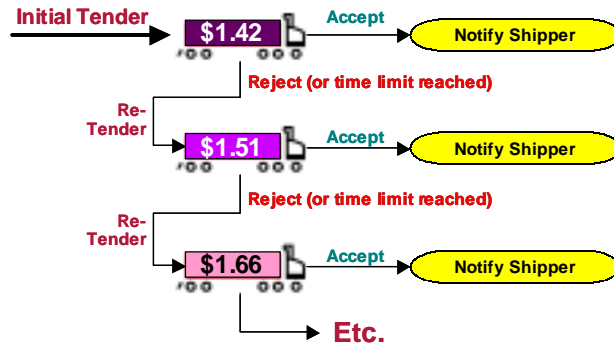 Initial Tender
$1.42
Accept
Notify Shipper
Reject (or time limit reached)
Re-
Tender
$1.51
Accept
Notify Shipper
Reject (or time limit reached)
Re-
Tender
$1.66
Accept
Notify Shipper
Etc.